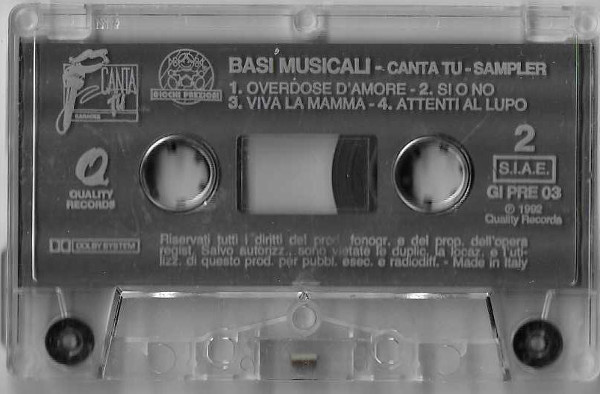 CANTA
TU
KARAOKE
GIOCHI PREZIOSI
BASI MUSICALI - CANTA TU - SAMPLER
1. OVERDOSE D'AMORE - 2. SI O NO
3. VIVA LA MAMMA - 4. ATTENTI AL LUPO
2
S.I.A.E.
GI PRE 03
℗ 1992
Quality Records
Q
QUALITY
RECORDS
DOLBY SYSTEM
Riservati tutti i diritti del prod. fonogr. e del prop. dell'opera
regist. Salvo autorizz., sono vietate le duplic., la locaz. e l'uti-
lizz. di questo prod. per pubbl. esec. e radiodiff. - Made in Italy